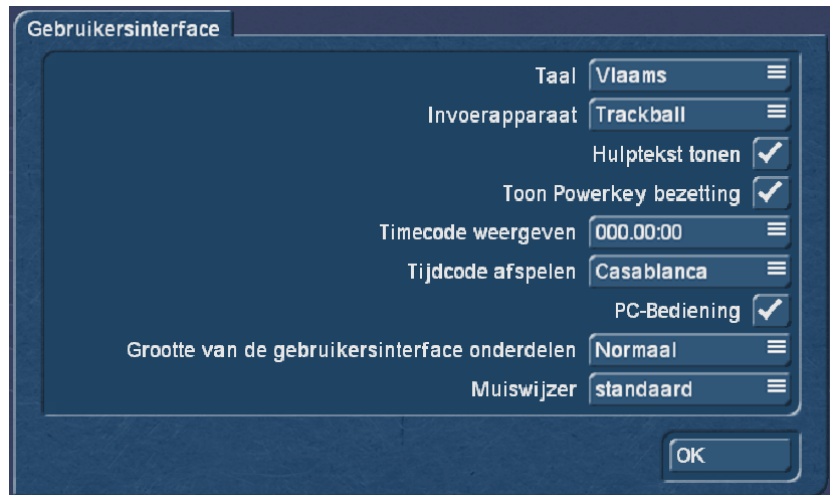 Gebruikersinterface
Taal Vlaams
Invoerapparaat Trackball
Hulptekst tonen
Toon Powerkey bezetting
Timecode weergeven 000.00:00
Tijdcode afspelen Casablanca
PC-Bediening
Grootte van de gebruikersinterface onderdelen Normaal
Muiswijzer standaard
OK